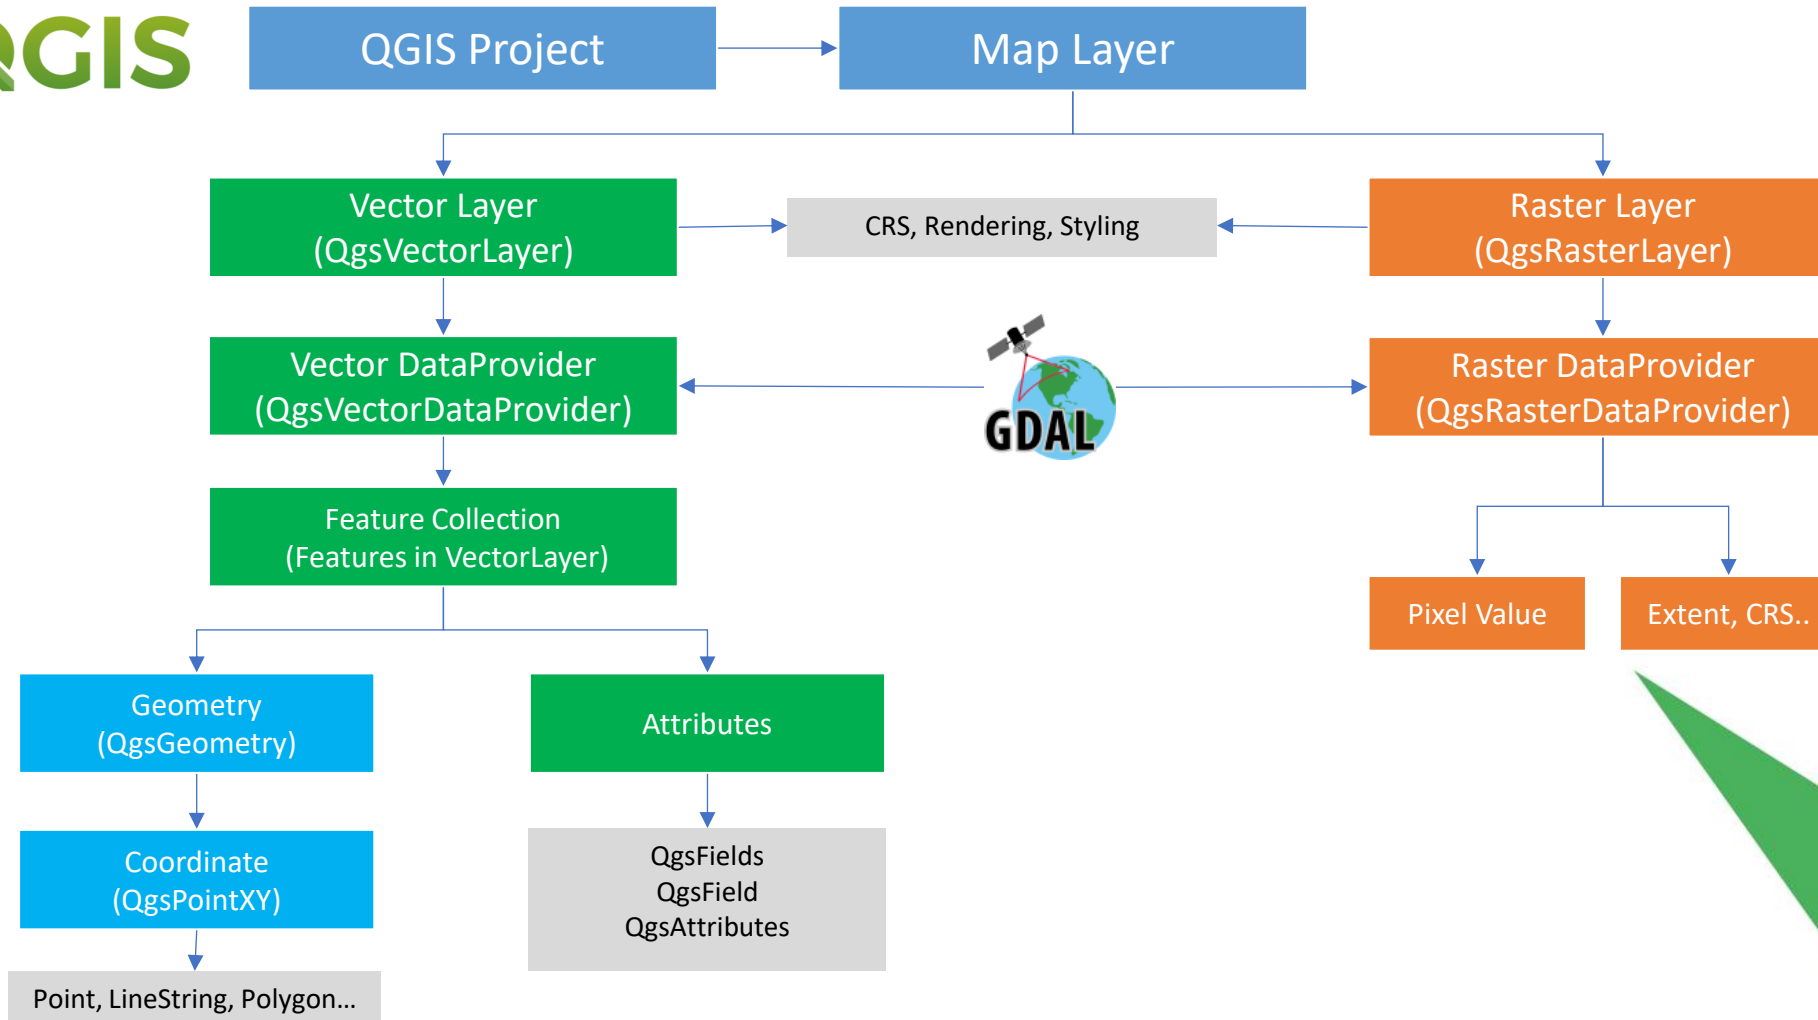 QGIS
QGIS Project
Map Layer
Vector Layer
(QgsVectorLayer)
CRS, Rendering, Styling
Raster Layer
(QgsRasterLayer)
Vector DataProvider
(QgsVectorDataProvider)
GDAL
Raster DataProvider
(QgsRasterDataProvider)
Feature Collection
(Features in VectorLayer)
Pixel Value
Extent, CRS..
Geometry
(QgsGeometry)
Attributes
Coordinate
(QgsPointXY)
QgsFields
QgsField
QgsAttributes
Point, LineString, Polygon...